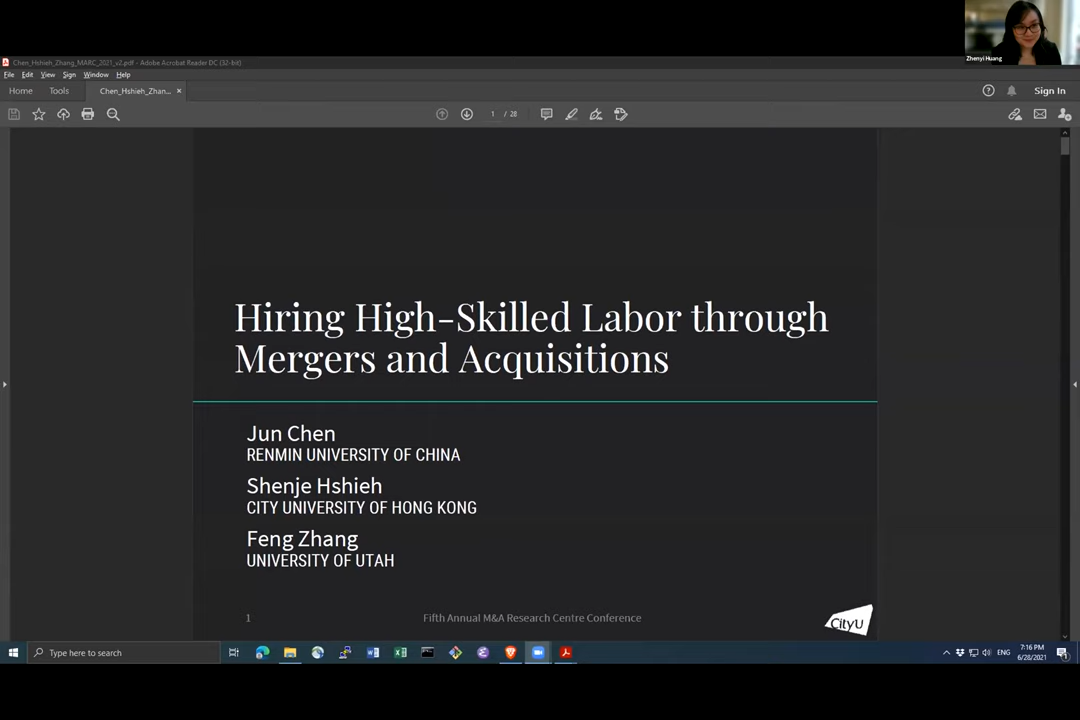 Zhenyi Huang
Chen_Hshieh_Zhang_MARC_2021_v2.pdf - Adobe Acrobat Reader DC (32-bit)
File Edit View Sign Window Help
Home Tools Chen_Hshieh_Zhan... × Sign In
1 / 28
Hiring High-Skilled Labor through
Mergers and Acquisitions
Jun Chen
RENMIN UNIVERSITY OF CHINA
Shenje Hshieh
CITY UNIVERSITY OF HONG KONG
Feng Zhang
UNIVERSITY OF UTAH
1 Fifth Annual M&A Research Centre Conference
CityU
Type here to search
ENG
7:16 PM
6/28/2021